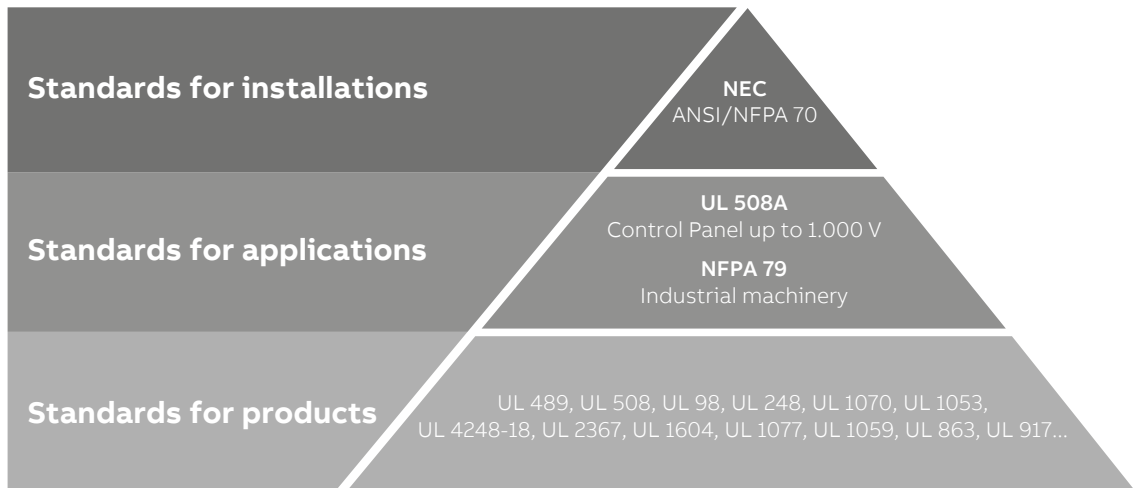 Standards for installations
NEC
ANSI/NFPA 70
Standards for applications
UL 508A
Control Panel up to 1.000 V
NFPA 79
Industrial machinery
Standards for products
UL 489, UL 508, UL 98, UL 248, UL 1070, UL 1053,
UL 4248-18, UL 2367, UL 1604, UL 1077, UL 1059, UL 863, UL 917...